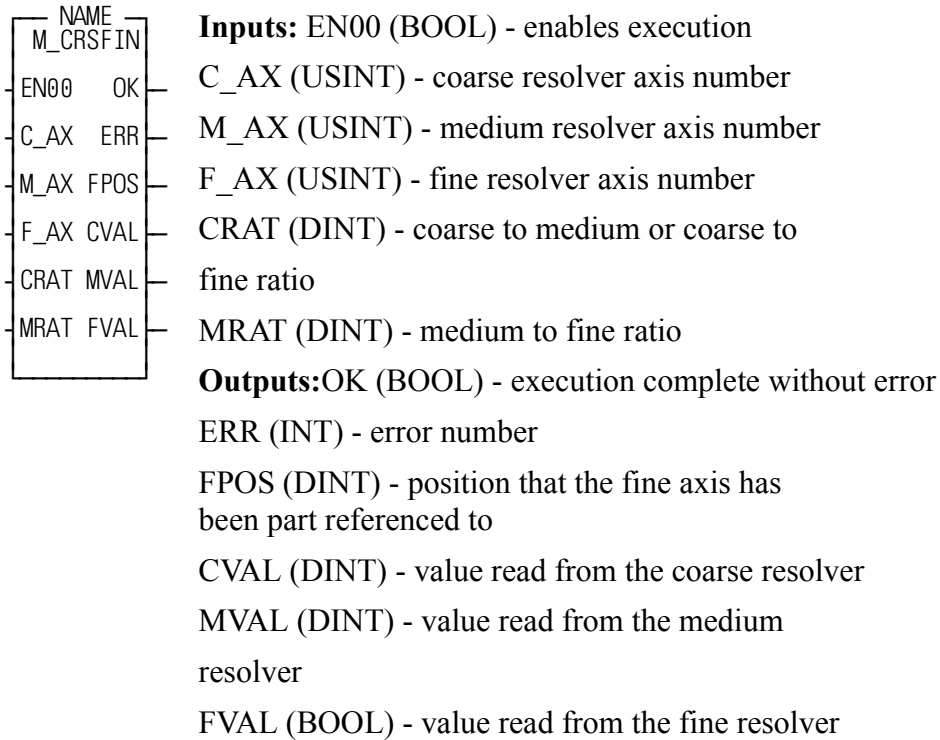 NAME
M_CRSFIN
EN00 OK
C_AX ERR
M_AX FPOS
F_AX CVAL
CRAT MVAL
MRAT FVAL
Inputs: EN00 (BOOL) - enables execution
C_AX (USINT) - coarse resolver axis number
M_AX (USINT) - medium resolver axis number
F_AX (USINT) - fine resolver axis number
CRAT (DINT) - coarse to medium or coarse to
fine ratio
MRAT (DINT) - medium to fine ratio
Outputs:OK (BOOL) - execution complete without error
ERR (INT) - error number
FPOS (DINT) - position that the fine axis has
been part referenced to
CVAL (DINT) - value read from the coarse resolver
MVAL (DINT) - value read from the medium
resolver
FVAL (BOOL) - value read from the fine resolver